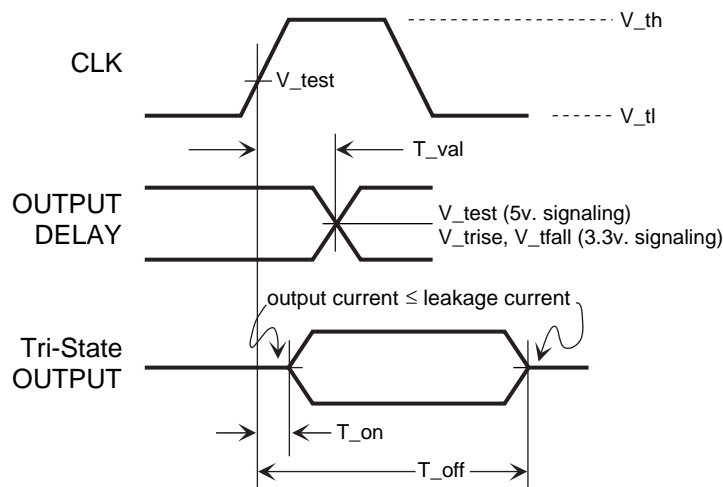 V_th
CLK
V_test
V_tl
T_val
OUTPUT
DELAY
V_test (5v. signaling)
V_trise, V_tfall (3.3v. signaling)
output current ≤ leakage current
Tri-State
OUTPUT
T_on
T_off